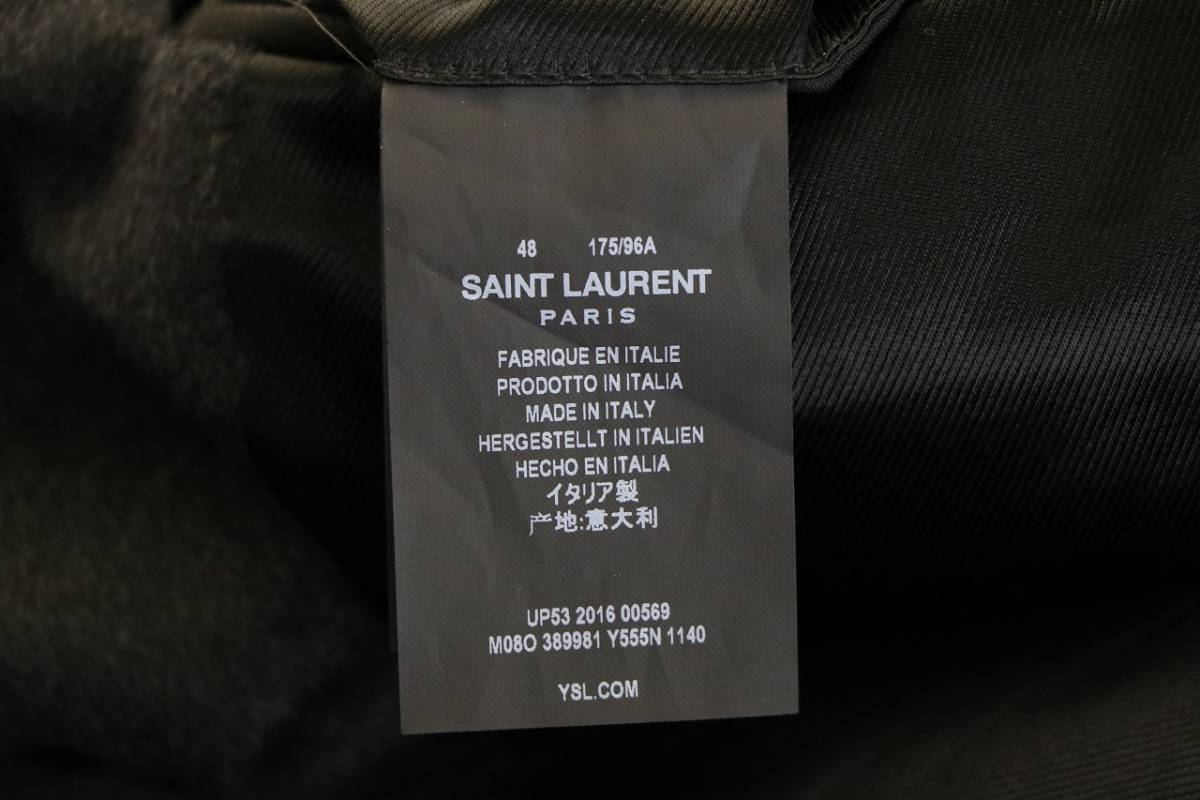 48 175/96A
SAINT LAURENT
PARIS
FABRIQUE EN ITALIE
PRODOTTO IN ITALIA
MADE IN ITALY
HERGESTELLT IN ITALIEN
HECHO EN ITALIA
イタリア製
产地:意大利
UP53 2016 00569
M08O 389981 Y555N 1140
YSL.COM